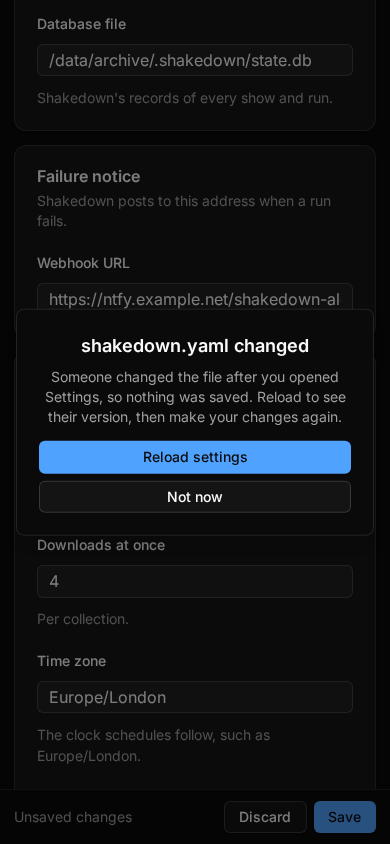 Database file
/data/archive/.shakedown/state.db
Shakedown's records of every show and run.
Failure notice
Shakedown posts to this address when a run
fails.
Webhook URL
https://ntfy.example.net/shakedown-al
shakedown.yaml changed
Someone changed the file after you opened
Settings, so nothing was saved. Reload to see
their version, then make your changes again.
Reload settings
Not now
Downloads at once
4
Per collection.
Time zone
Europe/London
The clock schedules follow, such as
Europe/London.
Unsaved changes
Discard
Save